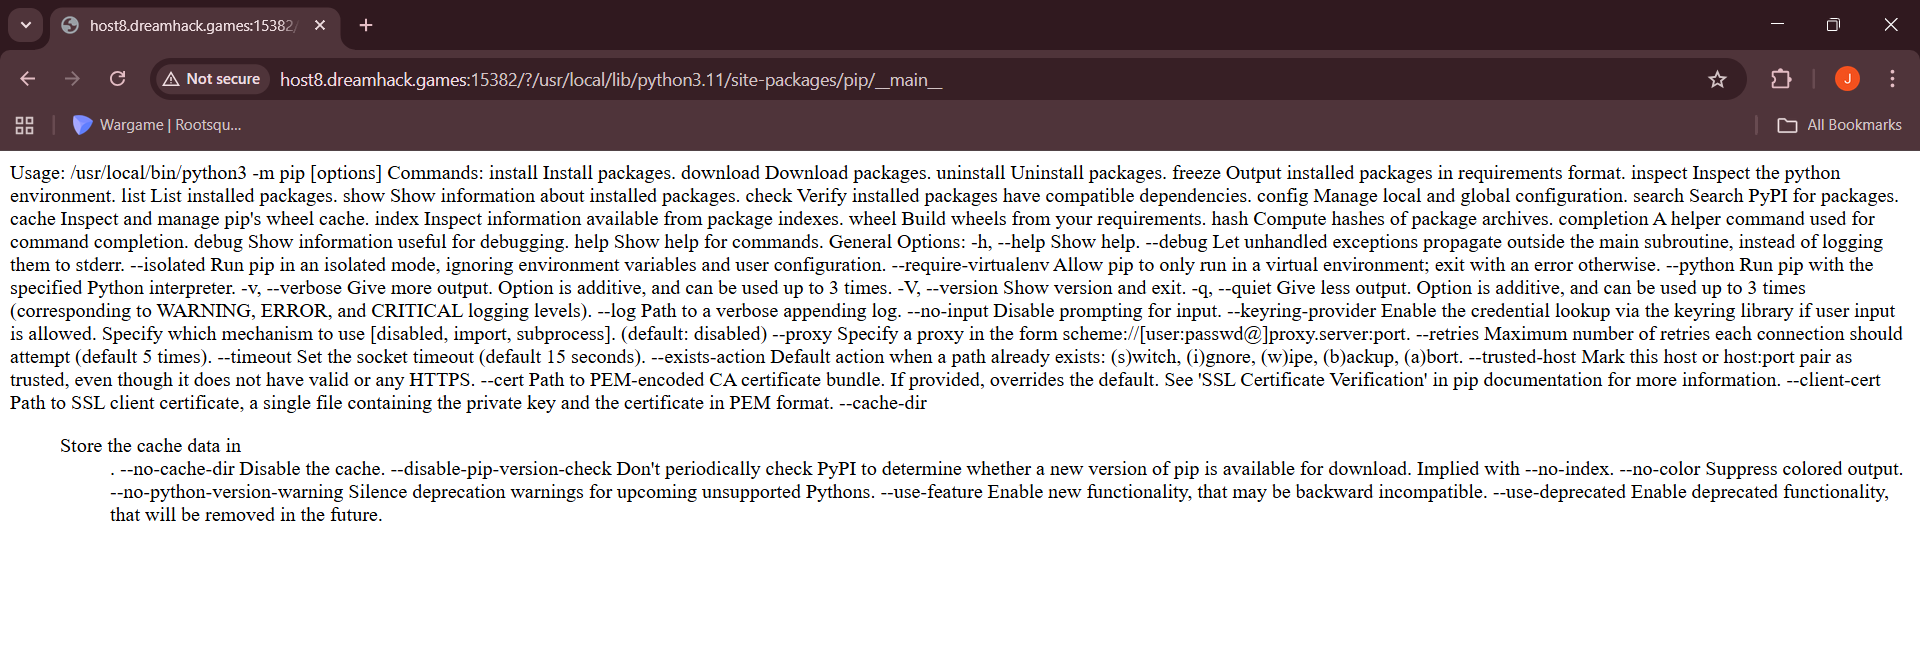 host8.dreamhack.games:15382/
Not secure
host8.dreamhack.games:15382/?/usr/local/lib/python3.11/site-packages/pip/__main__
J
Wargame | Rootsqu...
All Bookmarks
Usage: /usr/local/bin/python3 -m pip [options] Commands: install Install packages. download Download packages. uninstall Uninstall packages. freeze Output installed packages in requirements format. inspect Inspect the python
environment. list List installed packages. show Show information about installed packages. check Verify installed packages have compatible dependencies. config Manage local and global configuration. search Search PyPI for packages.
cache Inspect and manage pip's wheel cache. index Inspect information available from package indexes. wheel Build wheels from your requirements. hash Compute hashes of package archives. completion A helper command used for
command completion. debug Show information useful for debugging. help Show help for commands. General Options: -h, --help Show help. --debug Let unhandled exceptions propagate outside the main subroutine, instead of logging
them to stderr. --isolated Run pip in an isolated mode, ignoring environment variables and user configuration. --require-virtualenv Allow pip to only run in a virtual environment; exit with an error otherwise. --python Run pip with the
specified Python interpreter. -v, --verbose Give more output. Option is additive, and can be used up to 3 times. -V, --version Show version and exit. -q, --quiet Give less output. Option is additive, and can be used up to 3 times
(corresponding to WARNING, ERROR, and CRITICAL logging levels). --log Path to a verbose appending log. --no-input Disable prompting for input. --keyring-provider Enable the credential lookup via the keyring library if user input
is allowed. Specify which mechanism to use [disabled, import, subprocess]. (default: disabled) --proxy Specify a proxy in the form scheme://[user:passwd@]proxy.server:port. --retries Maximum number of retries each connection should
attempt (default 5 times). --timeout Set the socket timeout (default 15 seconds). --exists-action Default action when a path already exists: (s)witch, (i)gnore, (w)ipe, (b)ackup, (a)bort. --trusted-host Mark this host or host:port pair as
trusted, even though it does not have valid or any HTTPS. --cert Path to PEM-encoded CA certificate bundle. If provided, overrides the default. See 'SSL Certificate Verification' in pip documentation for more information. --client-cert
Path to SSL client certificate, a single file containing the private key and the certificate in PEM format. --cache-dir
Store the cache data in
. --no-cache-dir Disable the cache. --disable-pip-version-check Don't periodically check PyPI to determine whether a new version of pip is available for download. Implied with --no-index. --no-color Suppress colored output.
--no-python-version-warning Silence deprecation warnings for upcoming unsupported Pythons. --use-feature Enable new functionality, that may be backward incompatible. --use-deprecated Enable deprecated functionality,
that will be removed in the future.